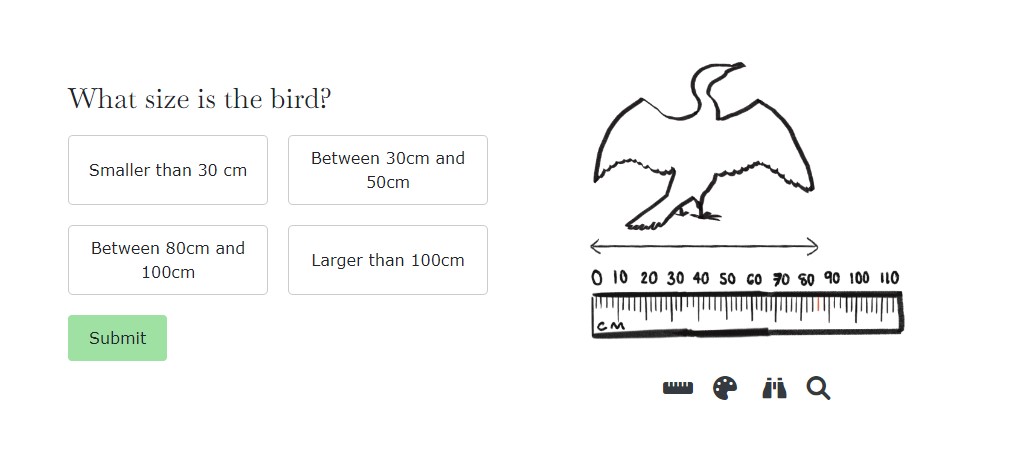 What size is the bird?
Smaller than 30 cm
Between 30cm and
50cm
Between 80cm and
100cm
Larger than 100cm
Submit
0 10 20 30 40 50 60 70 80 90 100 110
CM